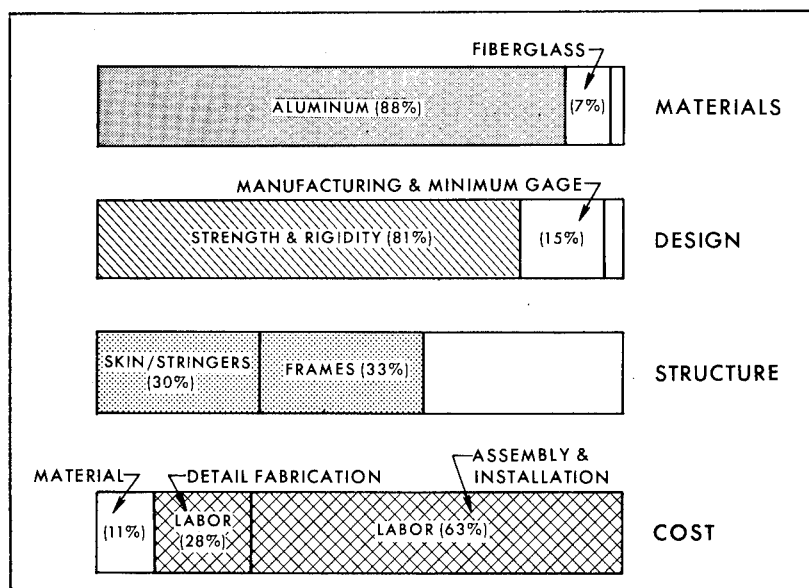 FIBERGLASS
ALUMINUM (88%)
(7%)
MATERIALS
MANUFACTURING & MINIMUM GAGE
STRENGTH & RIGIDITY (81%)
(15%)
DESIGN
SKIN/STRINGERS
(30%)
FRAMES (33%)
STRUCTURE
MATERIAL
DETAIL FABRICATION
ASSEMBLY &
INSTALLATION
(11%)
LABOR
(28%)
LABOR (63%)
COST